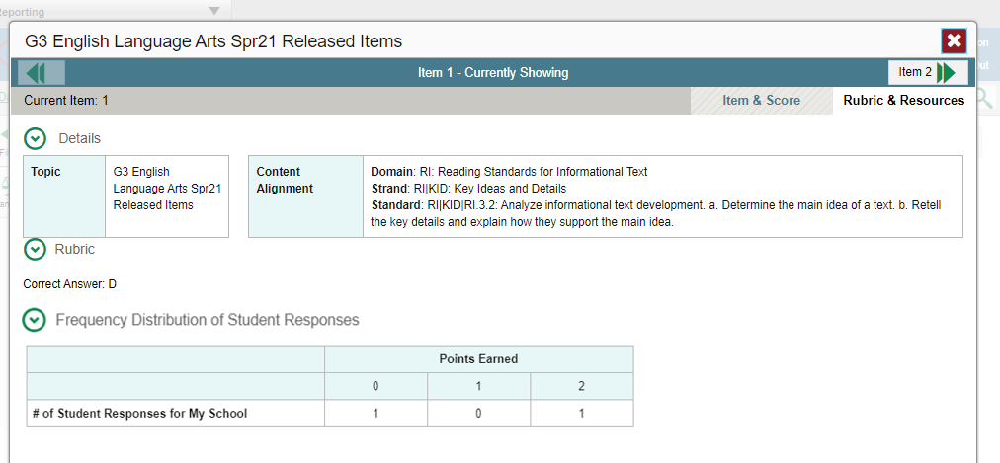 eporting
G3 English Language Arts Spr21 Released Items
Item 1 - Currently Showing
Item 2
Current Item: 1
Item & Score
Rubric & Resources
Details
Topic
G3 English
Language Arts Spr21
Released Items
Content
Alignment
Domain: RI: Reading Standards for Informational Text
Strand: RI|KID: Key Ideas and Details
Standard: RI|KID|RI.3.2: Analyze informational text development. a. Determine the main idea of a text. b. Retell
the key details and explain how they support the main idea.
Rubric
Correct Answer: D
Frequency Distribution of Student Responses
Points Earned
0 1 2
# of Student Responses for My School 1 0 1